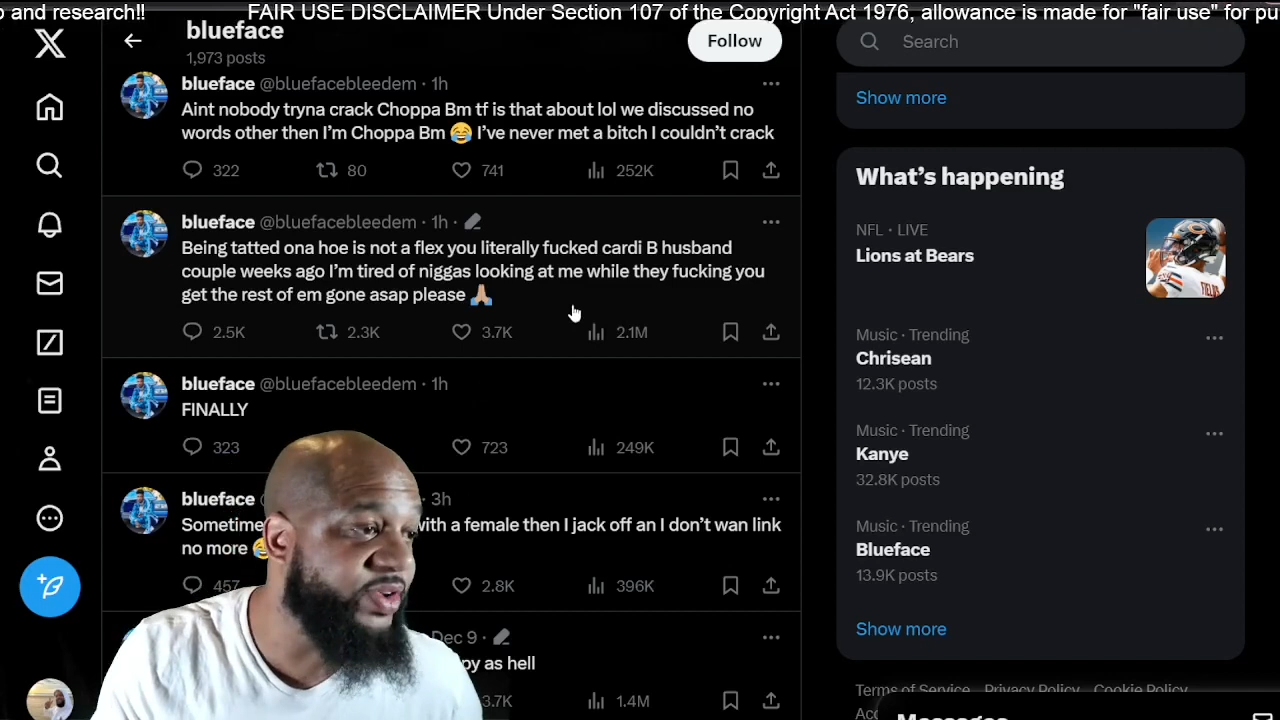 o and research!! FAIR USE DISCLAIMER Under Section 107 of the Copyright Act 1976, allowance is made for "fair use" for pu
blueface
1,973 posts
Follow
Search
blueface @bluefacebleedem · 1h
Aint nobody tryna crack Choppa Bm tf is that about lol we discussed no
words other then I'm Choppa Bm 😂 I've never met a bitch I couldn't crack
322 80 741 252K
blueface @bluefacebleedem · 1h ·
Being tatted ona hoe is not a flex you literally fucked cardi B husband
couple weeks ago I'm tired of niggas looking at me while they fucking you
get the rest of em gone asap please 🙏🏼
2.5K 2.3K 3.7K 2.1M
blueface @bluefacebleedem · 1h
FINALLY
323 723 249K
blueface 3h
Sometime with a female then I jack off an I don't wan link
no more
457 2.8K 396K
Dec 9 ·
py as hell
3.7K 1.4M
Show more
What's happening
NFL · LIVE
Lions at Bears
Music · Trending
Chrisean
12.3K posts
Music · Trending
Kanye
32.8K posts
Music · Trending
Blueface
13.9K posts
Show more
Terms of Service Privacy Policy Cookie Policy
Messages